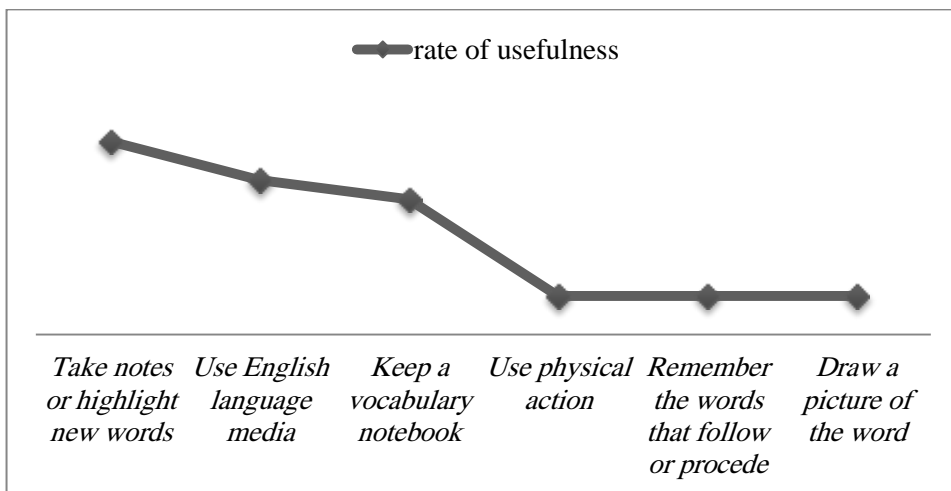 rate of usefulness
Take notes
or highlight
new words
Use English
language
media
Keep a
vocabulary
notebook
Use physical
action
Remember
the words
that follow
or procede
Draw a
picture of
the word